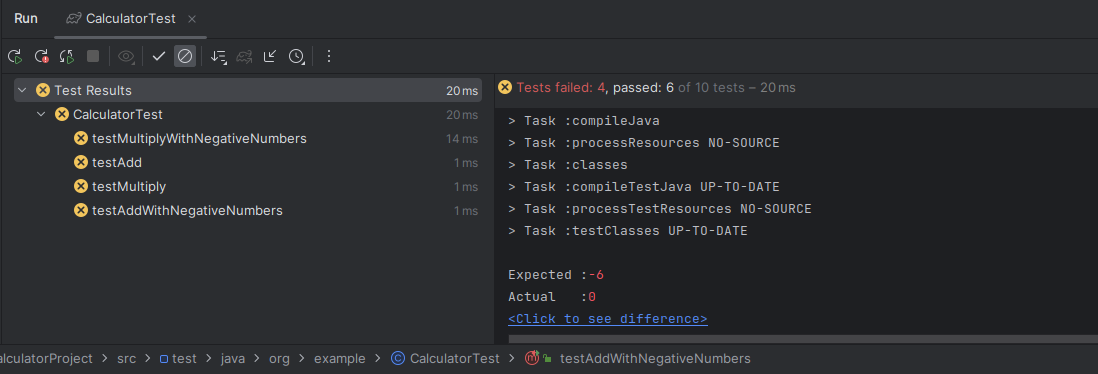 Run CalculatorTest
Test Results 20 ms
CalculatorTest 20 ms
testMultiplyWithNegativeNumbers 14 ms
testAdd 1 ms
testMultiply 1 ms
testAddWithNegativeNumbers 1 ms
Tests failed: 4, passed: 6 of 10 tests – 20 ms
> Task :compileJava
> Task :processResources NO-SOURCE
> Task :classes
> Task :compileTestJava UP-TO-DATE
> Task :processTestResources NO-SOURCE
> Task :testClasses UP-TO-DATE
Expected :-6
Actual   :0
<Click to see difference>
alculatorProject > src > test > java > org > example > CalculatorTest > testAddWithNegativeNumbers